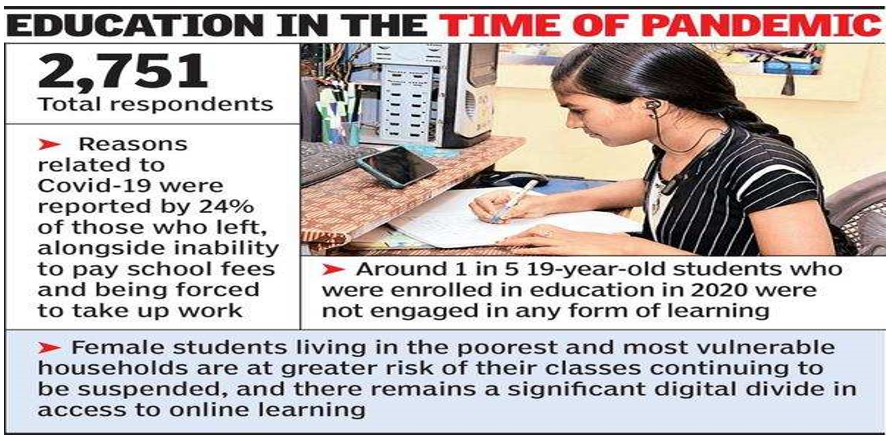 EDUCATION IN THE TIME OF PANDEMIC
2,751
Total respondents
➤ Reasons
related to
Covid-19 were
reported by 24%
of those who left,
alongside inability
to pay school fees
and being forced
to take up work
➤ Around 1 in 5 19-year-old students who
were enrolled in education in 2020 were
not engaged in any form of learning
➤ Female students living in the poorest and most vulnerable
households are at greater risk of their classes continuing to
be suspended, and there remains a significant digital divide in
access to online learning